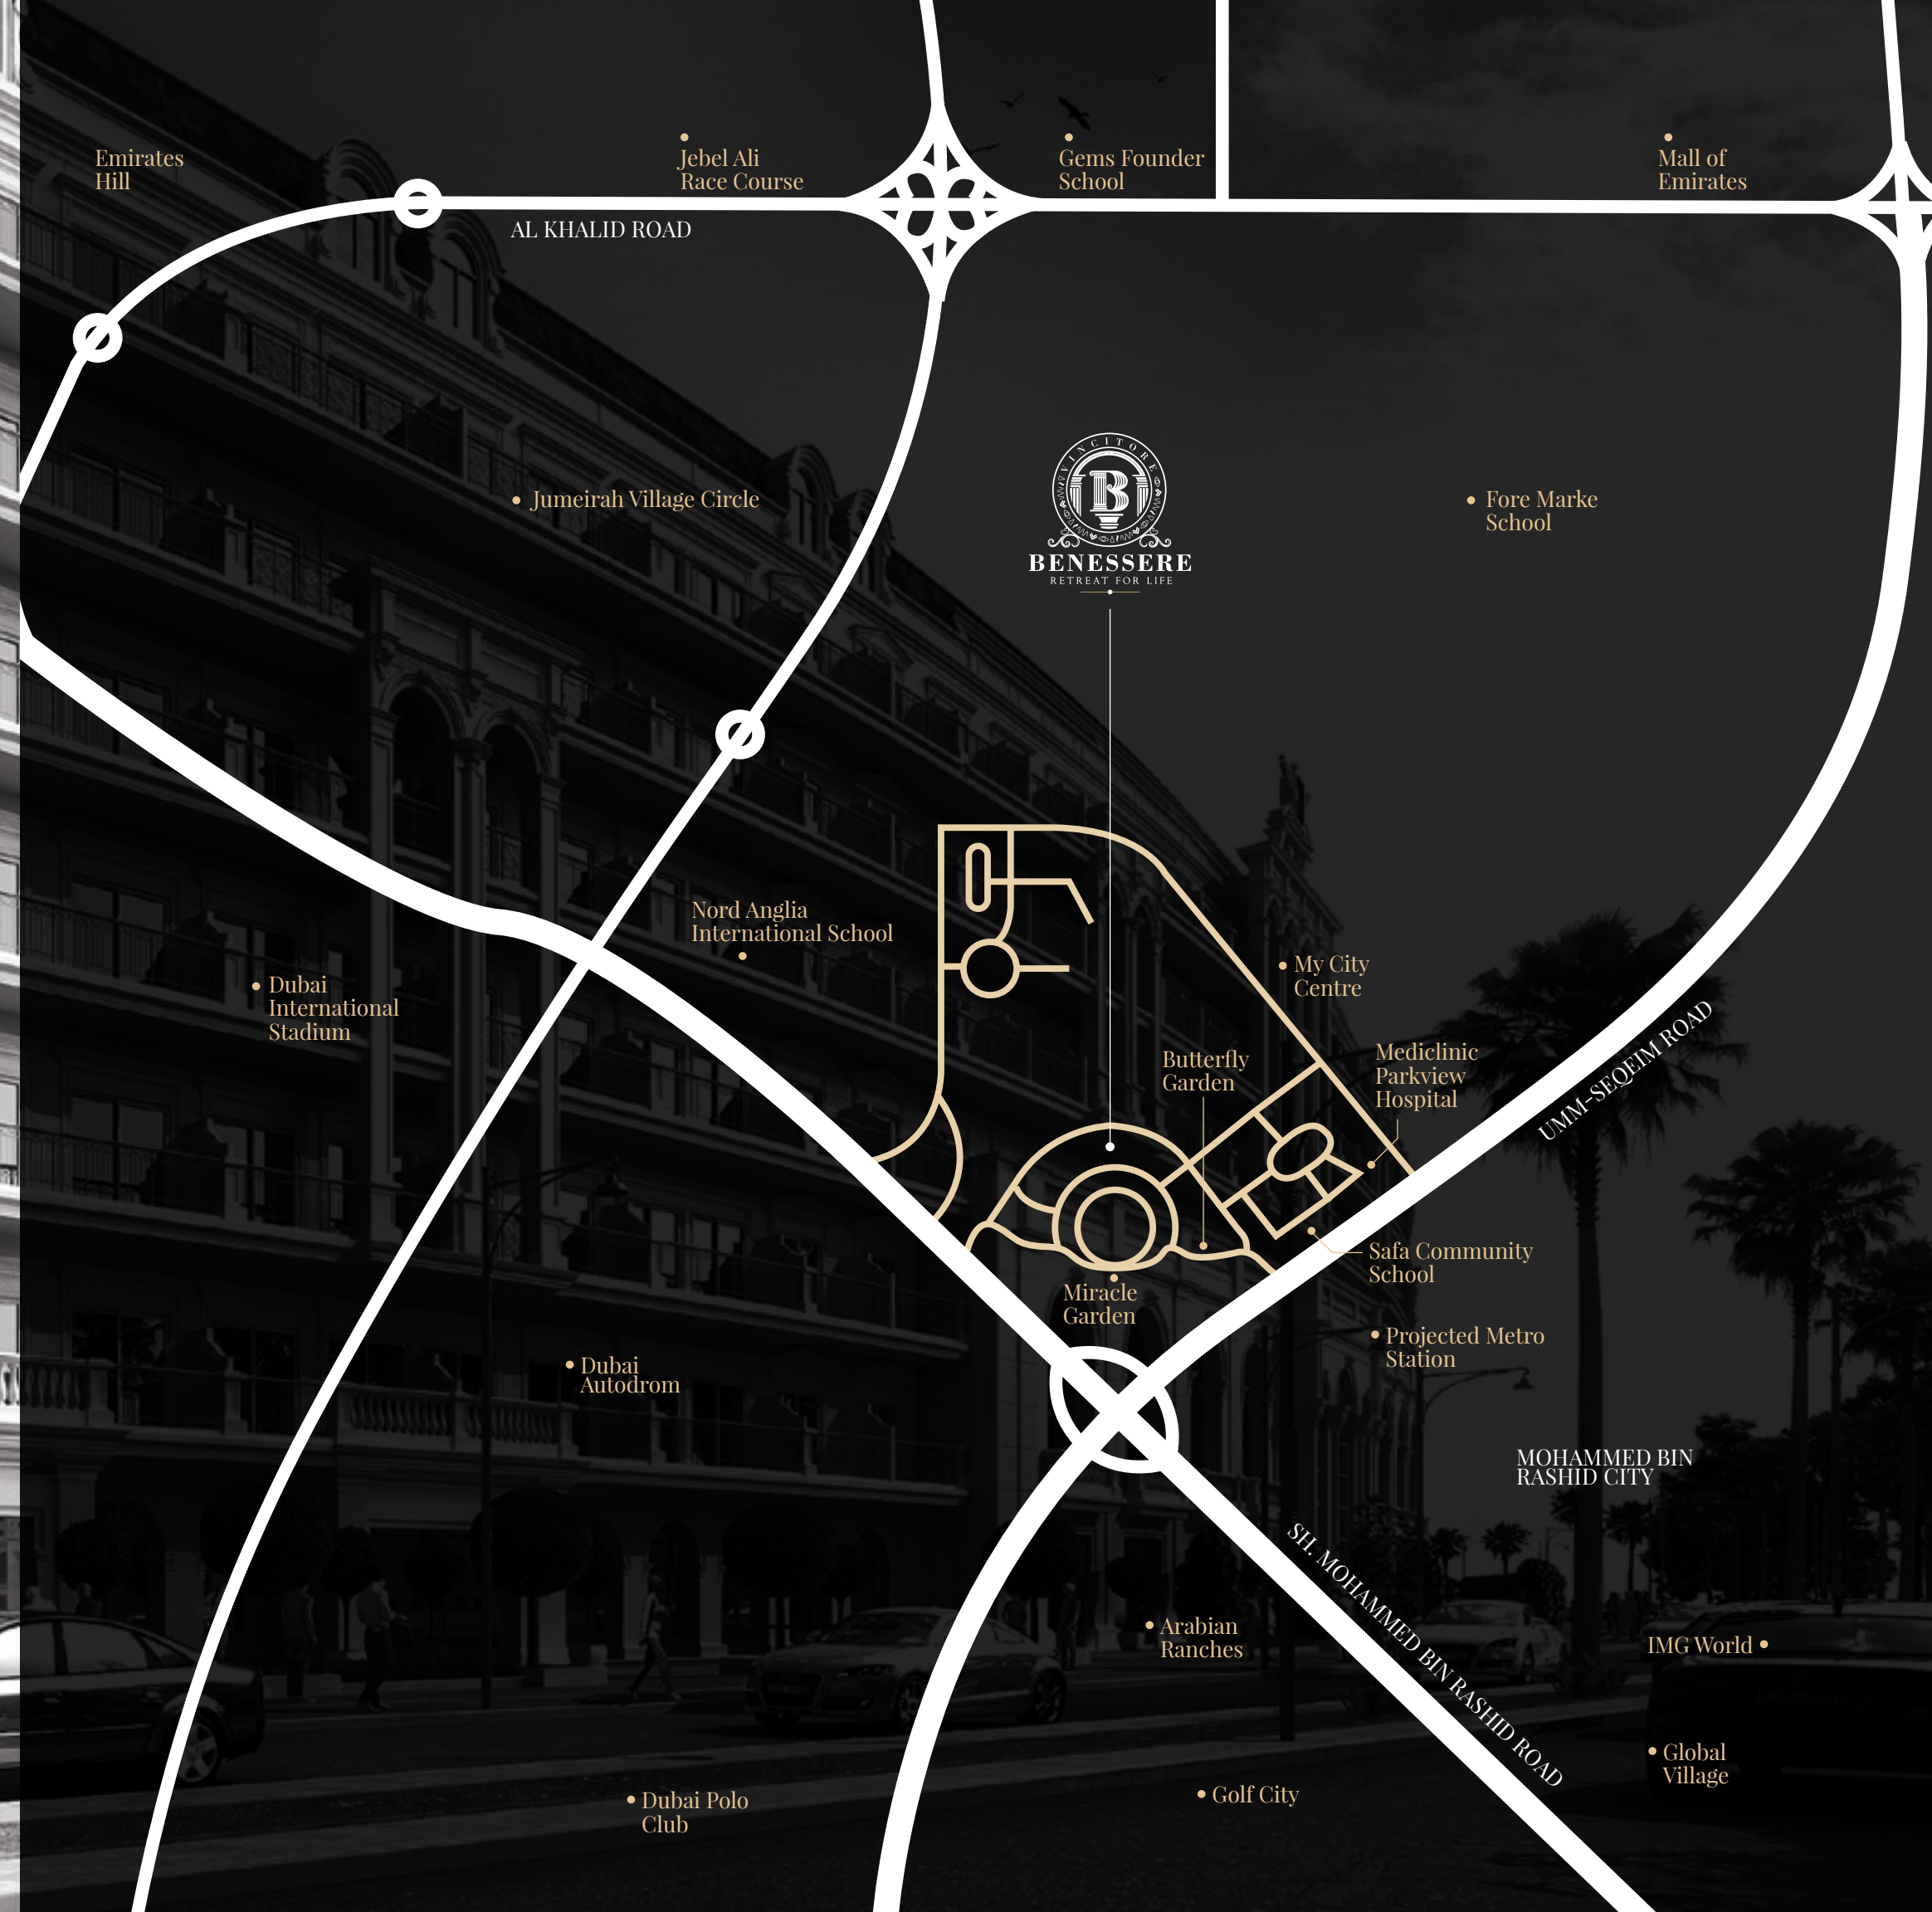 Emirates
Hill
Jebel Ali
Race Course
Gems Founder
School
Mall of
Emirates
AL KHALID ROAD
VINCITORE
B
BENESSERE
RETREAT FOR LIFE
Jumeirah Village Circle
Fore Marke
School
Nord Anglia
International School
My City
Centre
Dubai
International
Stadium
Butterfly
Garden
Mediclinic
Parkview
Hospital
UMM-SEQEIM ROAD
Safa Community
School
Miracle
Garden
Projected Metro
Station
Dubai
Autodrom
MOHAMMED BIN
RASHID CITY
SH. MOHAMMED BIN RASHID ROAD
Arabian
Ranches
IMG World
Global
Village
Golf City
Dubai Polo
Club